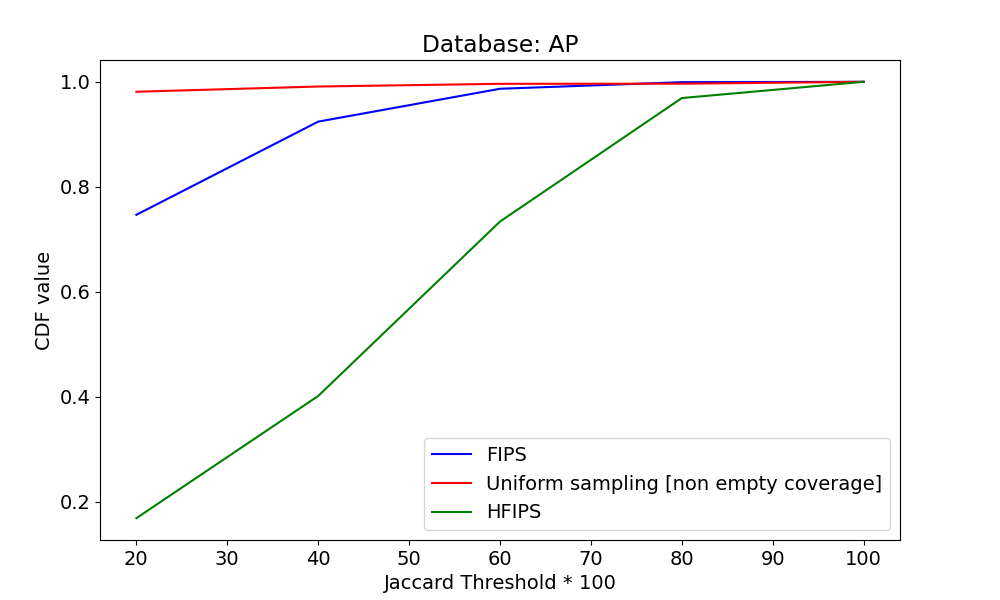 Database: AP
CDF value
1.0
0.8
0.6
0.4
0.2
FIPS
Uniform sampling [non empty coverage]
HFIPS
20 30 40 50 60 70 80 90 100
Jaccard Threshold * 100